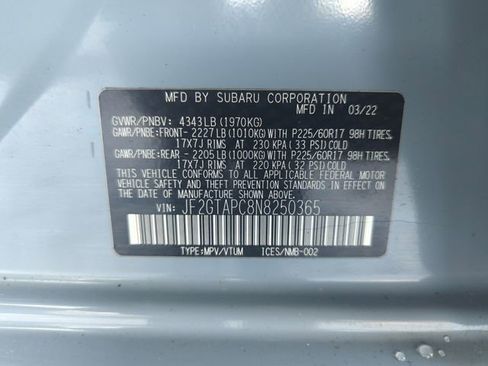 MFD BY SUBARU CORPORATION
MFD IN 03/22
GVWR/PNBV: 4343LB (1970KG)
GAWR/PNBE:FRONT- 2227LB (1010KG) WITH P225/60R17 98H TIRES,
17X7J RIMS AT 230 KPA ( 33 PSI) COLD
GAWR/PNBE:REAR - 2205LB (1000KG) WITH P225/60R17 98H TIRES,
17X7J RIMS AT 220 KPA ( 32 PSI) COLD
This Vehicle Conforms To All Applicable U.S. Federal Motor
Vehicle Safety And Theft Prevention Standards In Effect On
The Date Of Manufacture Shown Above.
VIN: JF2GTAPC8N8250365
TYPE:MPV/VTUM ICES/NMB-002